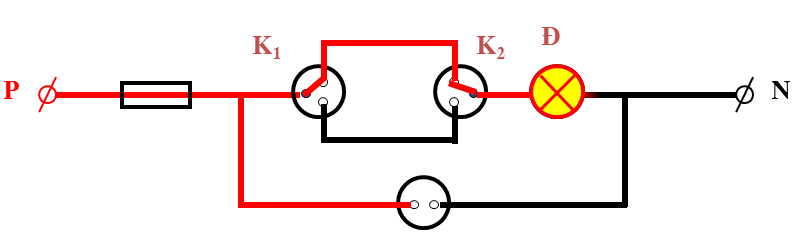 P K₁ K₂ Đ N